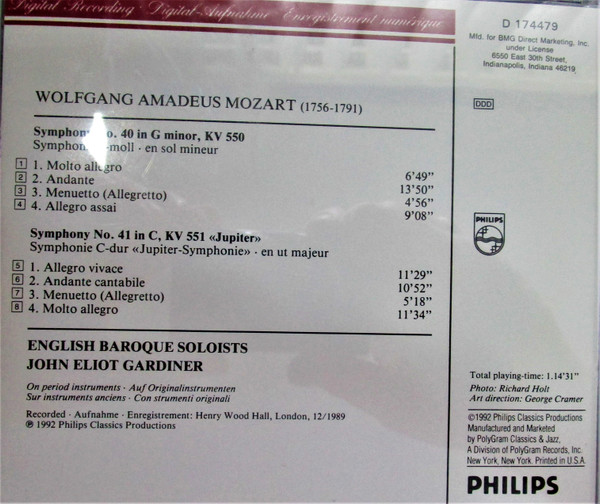 Digital Recording · Digital-Aufnahme · Enregistrement numérique
D 174479
Mfd. for BMG Direct Marketing, Inc.
under License
6550 East 30th Street,
Indianapolis, Indiana 46219
DDD
WOLFGANG AMADEUS MOZART (1756-1791)
Symphony No. 40 in G minor, KV 550
Symphon -moll · en sol mineur
1 1. Molto allegro 6'49"
2 2. Andante 13'50"
3 3. Menuetto (Allegretto) 4'56"
4 4. Allegro assai 9'08"
Symphony No. 41 in C, KV 551 «Jupiter»
Symphonie C-dur «Jupiter-Symphonie» · en ut majeur
5 1. Allegro vivace 11'29"
6 2. Andante cantabile 10'52"
7 3. Menuetto (Allegretto) 5'18"
8 4. Molto allegro 11'34"
PHILIPS
ENGLISH BAROQUE SOLOISTS
JOHN ELIOT GARDINER
On period instruments · Auf Originalinstrumenten
Sur instruments anciens · Con strumenti originali
Recorded · Aufnahme · Enregistrement: Henry Wood Hall, London, 12/1989
℗ 1992 Philips Classics Productions
Total playing-time: 1.14'31"
Photo: Richard Holt
Art direction: George Cramer
©1992 Philips Classics Productions
Manufactured and Marketed
by PolyGram Classics & Jazz,
A Division of PolyGram Records, Inc.
New York, New York. Printed in U.S.A.
PHILIPS